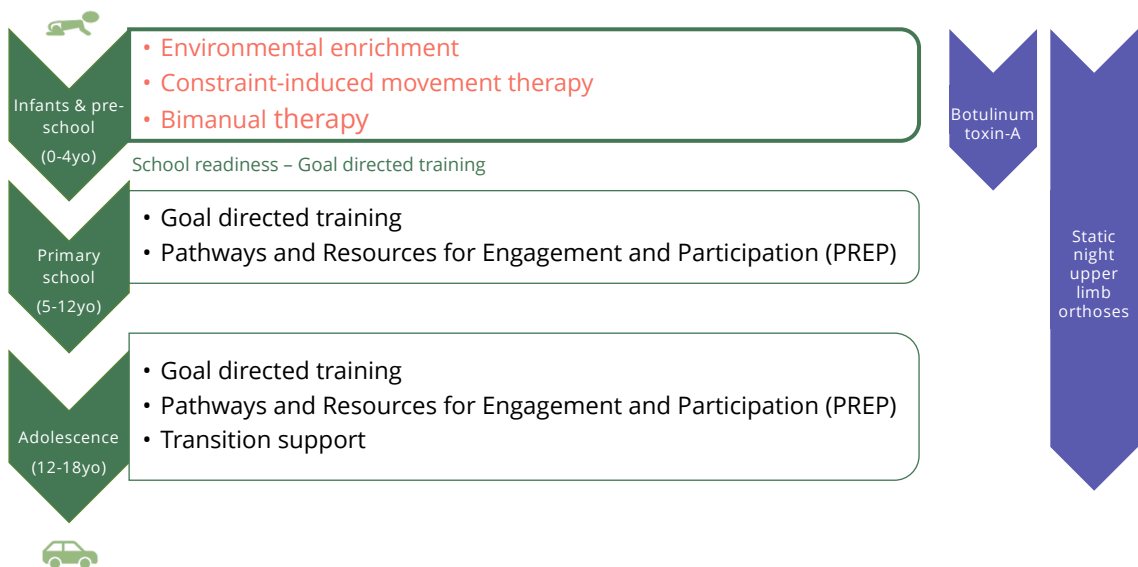 • Environmental enrichment
• Constraint-induced movement therapy
• Bimanual therapy
Infants & pre-
school
(0-4yo)
School readiness – Goal directed training
• Goal directed training
• Pathways and Resources for Engagement and Participation (PREP)
Primary
school
(5-12yo)
• Goal directed training
• Pathways and Resources for Engagement and Participation (PREP)
• Transition support
Adolescence
(12-18yo)
Botulinum
toxin-A
Static
night
upper
limb
orthoses